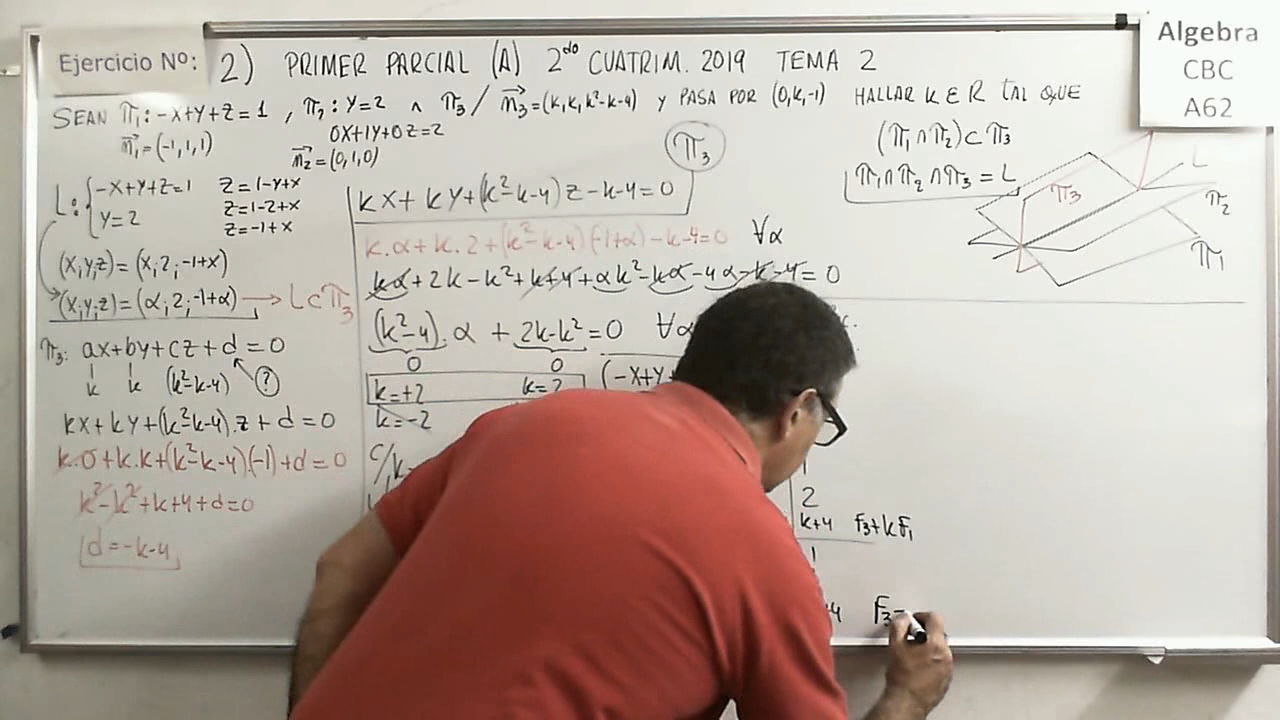 Ejercicio Nº:
2) PRIMER PARCIAL (A) 2do CUATRIM. 2019 TEMA 2
Algebra
CBC
A62
SEAN π1: -X+Y+Z=1, π2: Y=2 ∧ π3 / n3=(k,k,k²-k-4) Y PASA POR (0,k,-1) HALLAR K∈R TAL QUE
0X+1Y+0Z=2
n1=(-1,1,1)
n2=(0,1,0)
(π1∩π2)⊂π3
π1∩π2∩π3=L
L: {-X+Y+Z=1
Y=2
Z=1-Y+X
Z=1-2+X
Z=-1+X
(X,Y,Z)=(X;2;-1+X)
(X,Y,Z)=(α;2;-1+α) → L⊂π3
π3: ax+by+cz+d=0
k k (k²-k-4) ?
kX+kY+(k²-k-4).Z+d=0
k.0+k.k+(k²-k-4)(-1)+d=0
k²-k²+k+4+d=0
d=-k-4
π3
kX+kY+(k²-k-4)Z-k-4=0
k.α+k.2+(k²-k-4)(-1+α)-k-4=0 ∀α
kα+2k-k²+k+4+αk²-kα-4α-k-4=0
(k²-4).α+2k-k²=0 ∀α
0 0
k=+2 k=2
k=-2
C/k
(-X+Y+
1
2
k+4 F3+kF1
1
4 F3-
π3
L
π2
π1